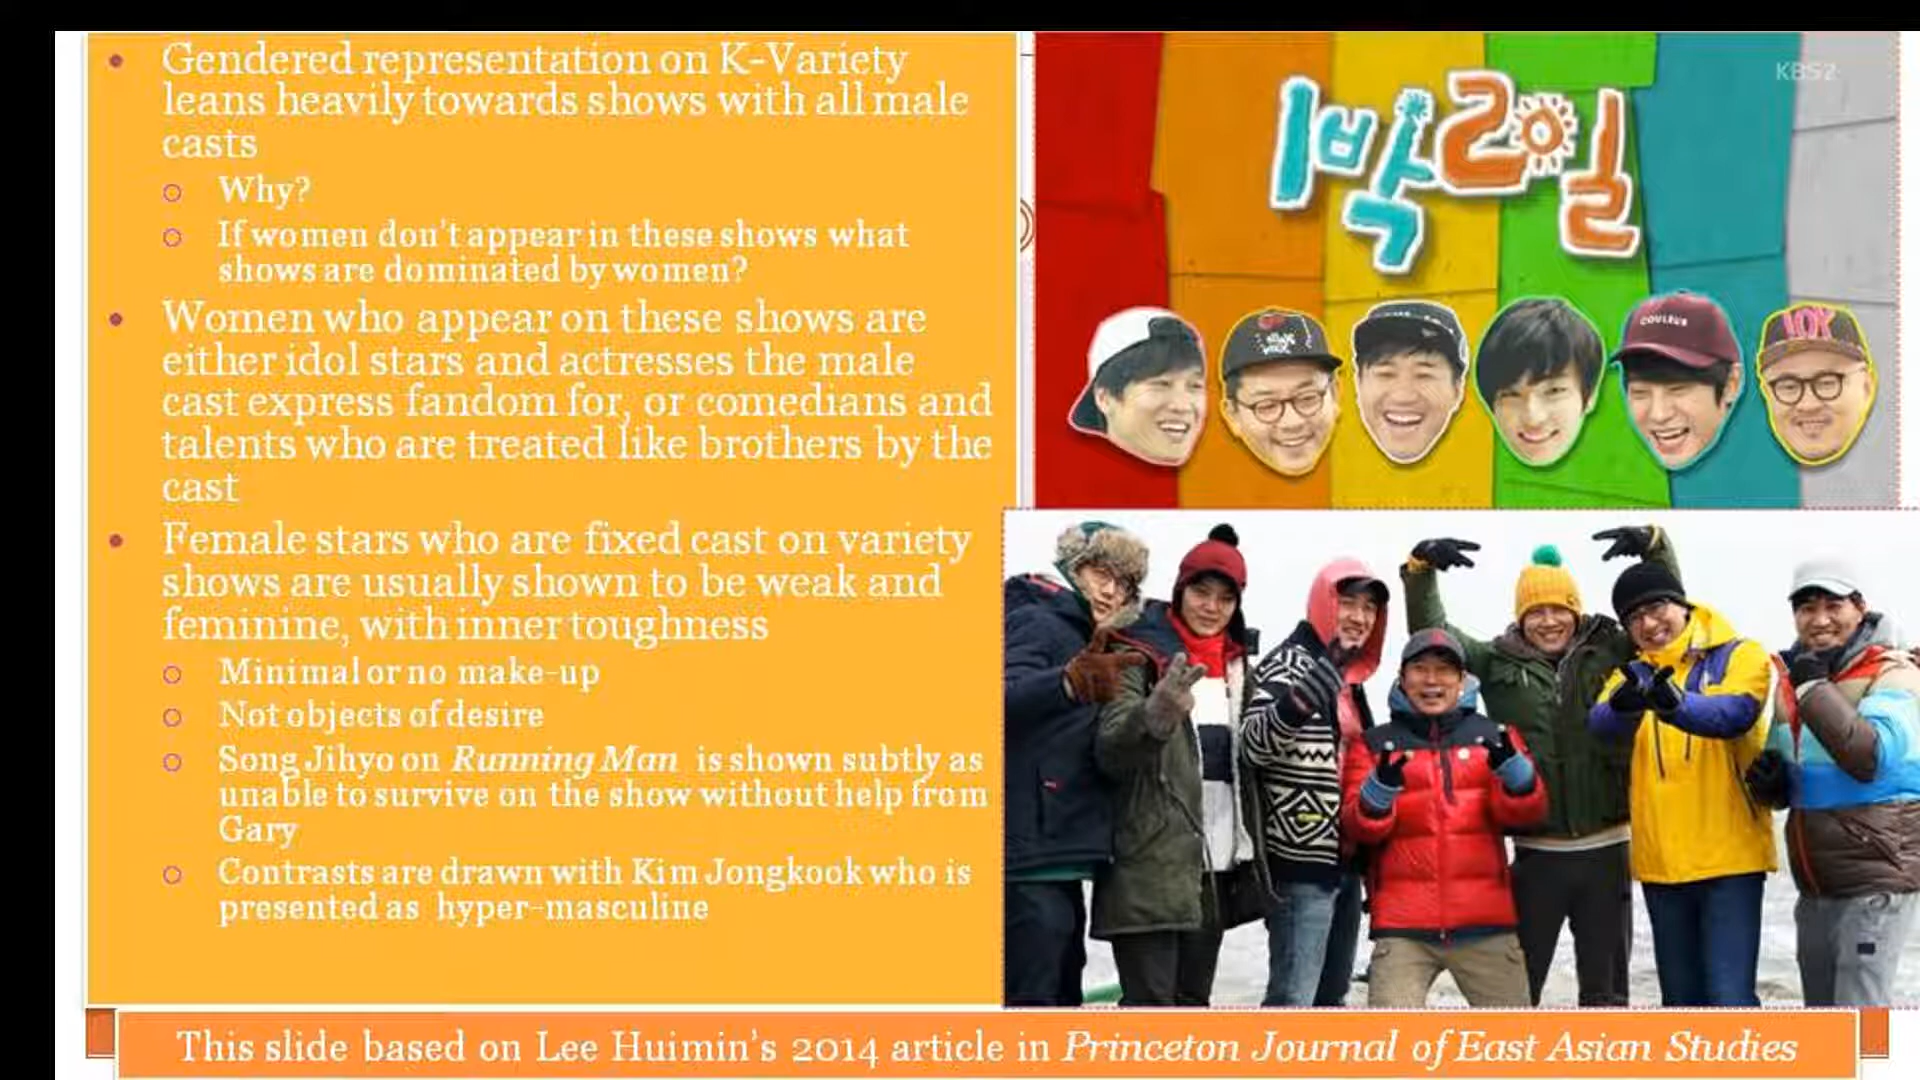 Gendered representation on K-Variety
leans heavily towards shows with all male
casts
Why?
If women don't appear in these shows what
shows are dominated by women?
Women who appear on these shows are
either idol stars and actresses the male
cast express fandom for, or comedians and
talents who are treated like brothers by the
cast
Female stars who are fixed cast on variety
shows are usually shown to be weak and
feminine, with inner toughness
Minimal or no make-up
Not objects of desire
Song Jihyo on Running Man is shown subtly as
unable to survive on the show without help from
Gary
Contrasts are drawn with Kim Jongkook who is
presented as hyper-masculine
KBS2
1박2일
COULEUR
JOY
This slide based on Lee Huimin's 2014 article in Princeton Journal of East Asian Studies